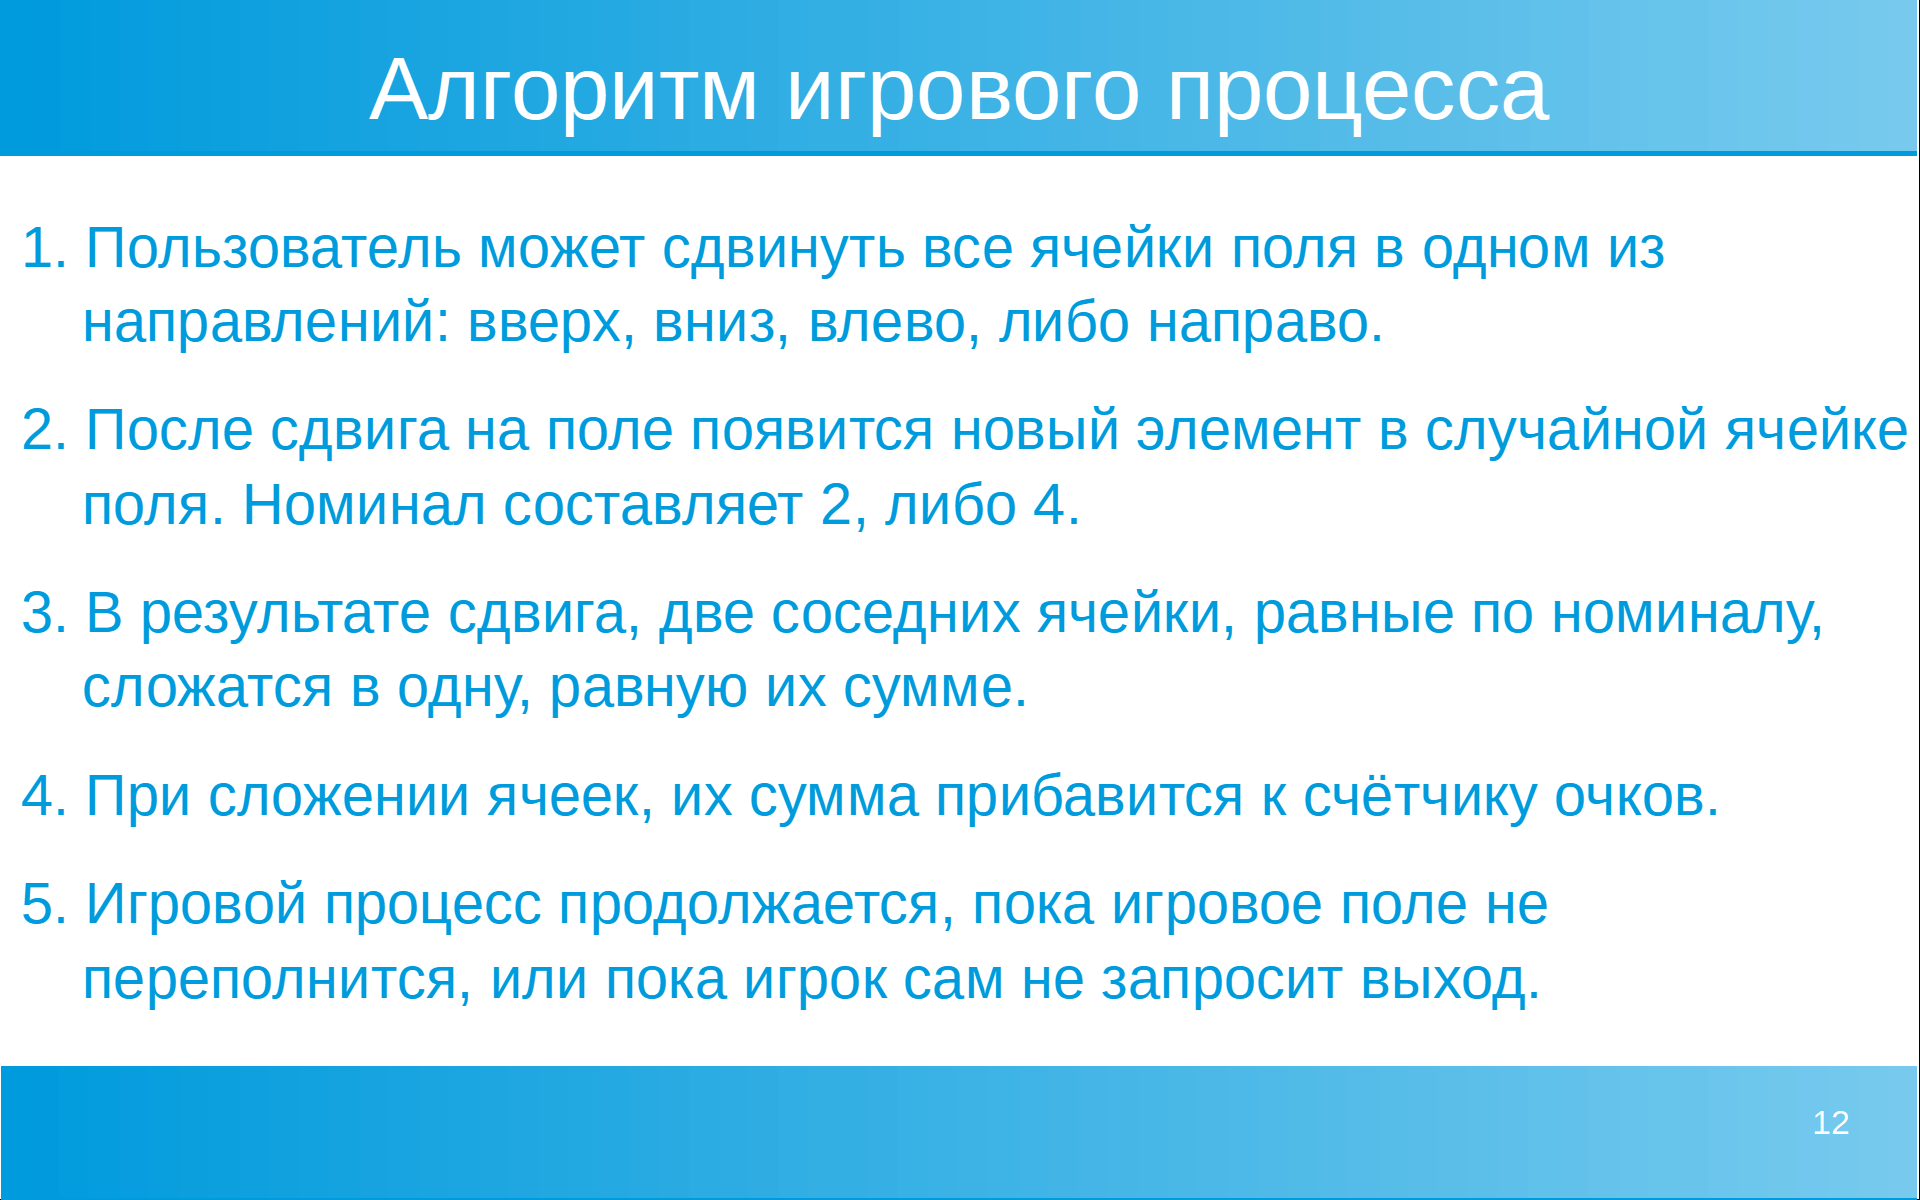 Алгоритм игрового процесса
1. Пользователь может сдвинуть все ячейки поля в одном из
направлений: вверх, вниз, влево, либо направо.
2. После сдвига на поле появится новый элемент в случайной ячейке
поля. Номинал составляет 2, либо 4.
3. В результате сдвига, две соседних ячейки, равные по номиналу,
сложатся в одну, равную их сумме.
4. При сложении ячеек, их сумма прибавится к счётчику очков.
5. Игровой процесс продолжается, пока игровое поле не
переполнится, или пока игрок сам не запросит выход.
12